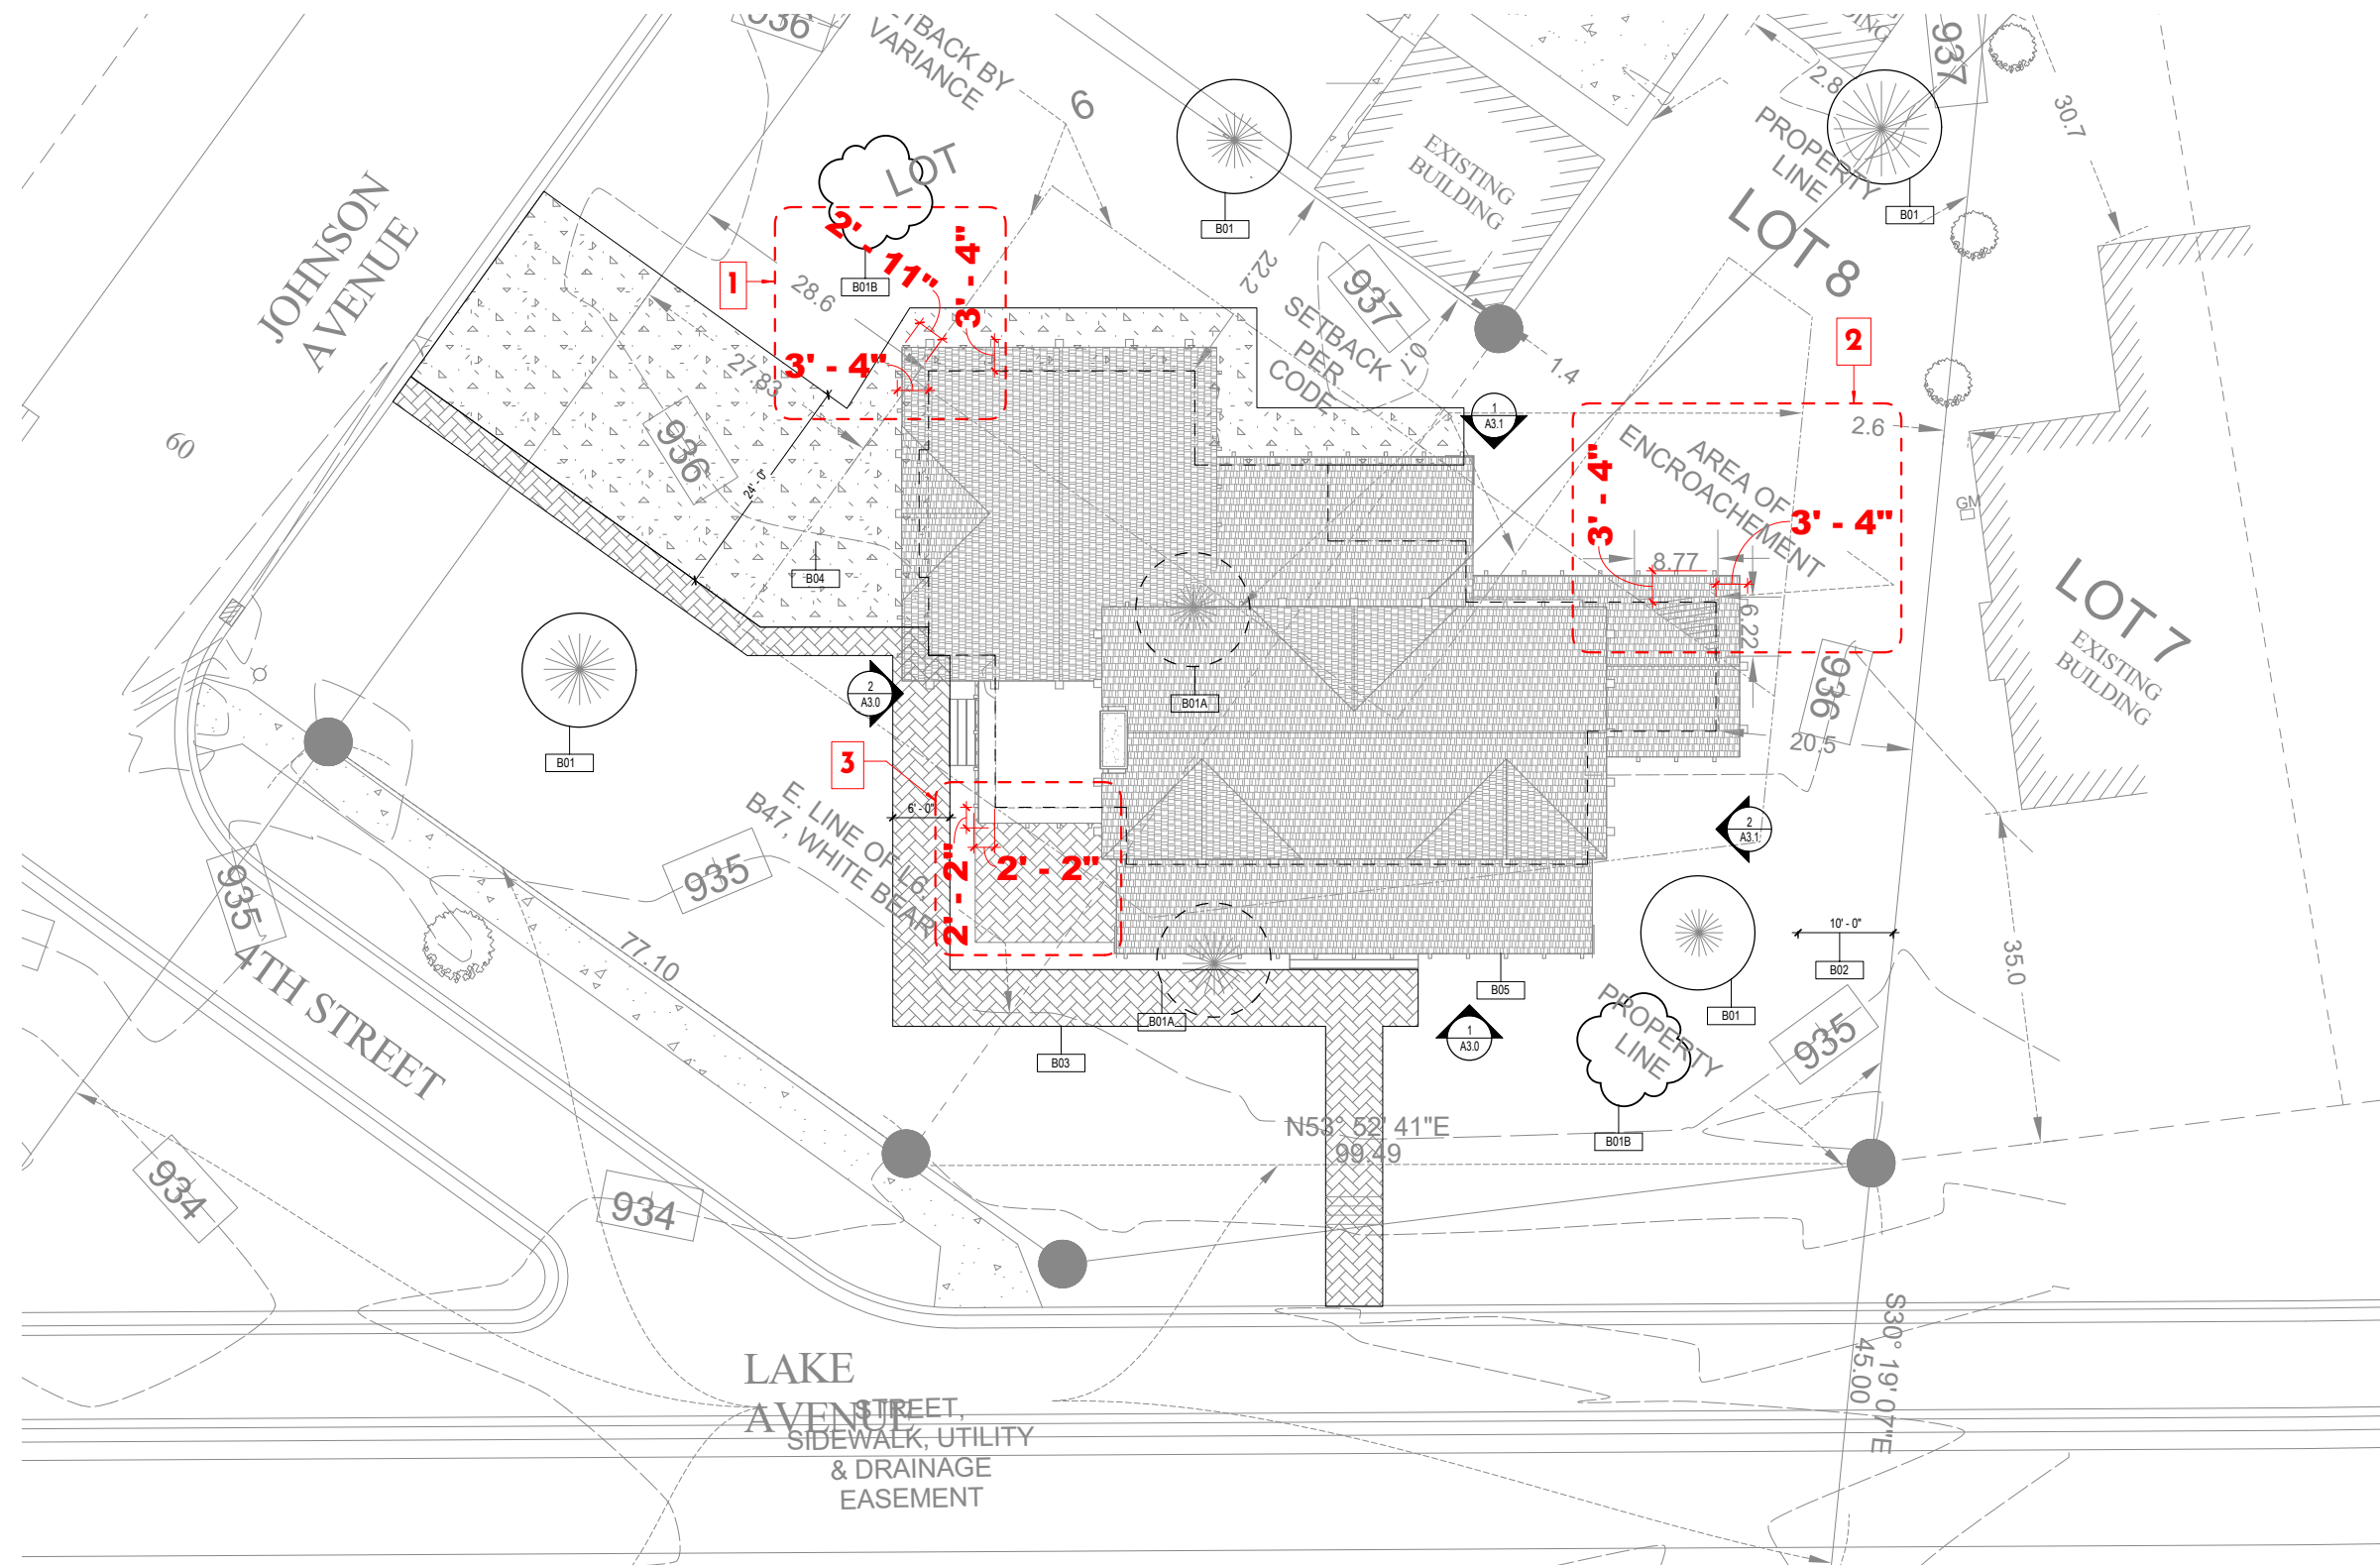 936
ETBACK BY
VARIANCE
6
LOT
2' - 11"
3' - 4"
3' - 4"
1
28.6
27.83
B01B
B01
EXISTING
BUILDING
22.2
937
SETBACK
PER
CODE
0.7
1.4
1
A3.1
2.8
PROPERTY
LINE
LOT 8
B01
937
30.7
2
2.6
AREA OF
ENCROACHEMENT
3' - 4"
3' - 4"
8.77
6.22
GM
LOT 7
EXISTING
BUILDING
936
20.5
JOHNSON
AVENUE
60
936
24' - 0"
B04
B01
2
A3.0
B01A
3
6' - 0"
E. LINE OF L6,
B47, WHITE BEAR
2' - 2"
2' - 2"
2
A3.1
935
935
4TH STREET
77.10
B01A
B03
B05
1
A3.0
B01
10' - 0"
B02
35.0
PROPERTY
LINE
935
B01B
N53° 52' 41"E
99.49
934
934
S30° 19' 07"E
45.00
LAKE
AVENUE
STREET,
SIDEWALK, UTILITY
& DRAINAGE
EASEMENT